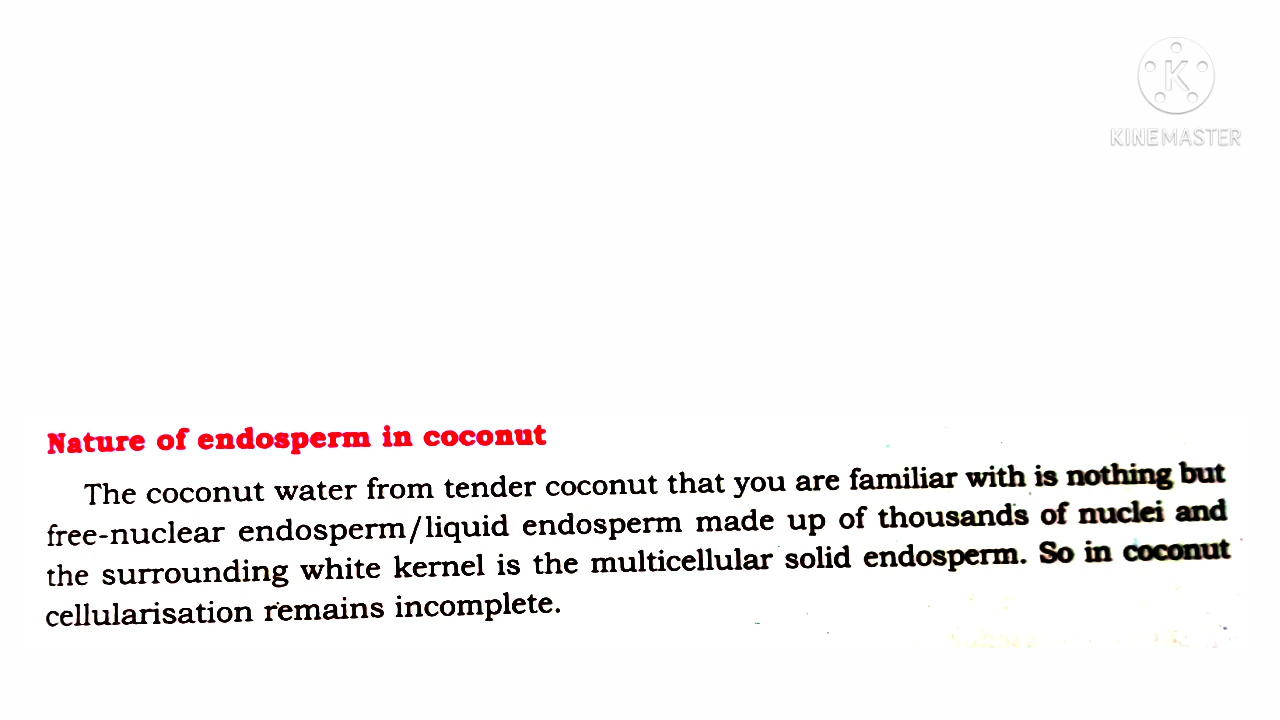 KINEMASTER
Nature of endosperm in coconut
The coconut water from tender coconut that you are familiar with is nothing but
free-nuclear endosperm/liquid endosperm made up of thousands of nuclei and
the surrounding white kernel is the multicellular solid endosperm. So in coconut
cellularisation remains incomplete.